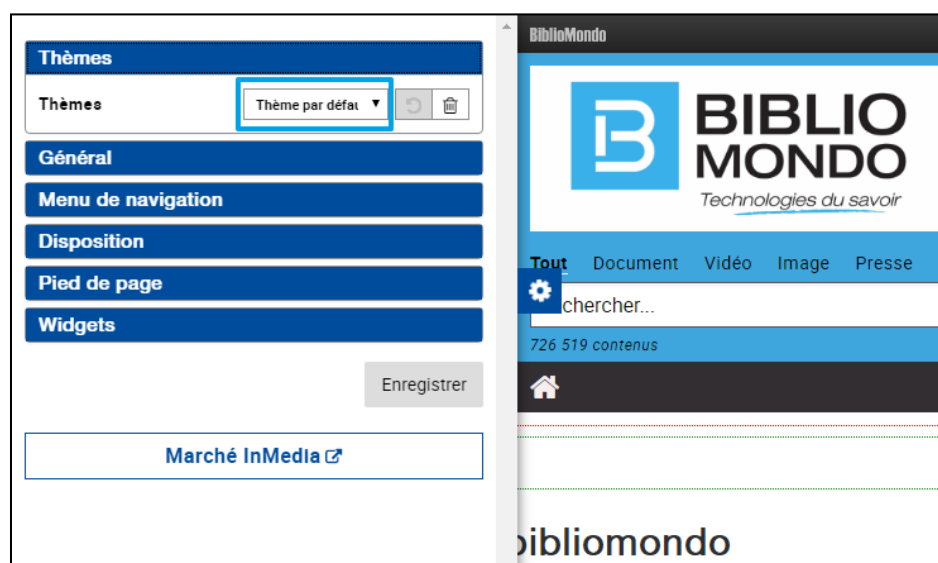 Thèmes
Thèmes
Thème par défau
Général
Menu de navigation
Disposition
Pied de page
Widgets
Enregistrer
Marché InMedia
BiblioMondo
BIBLIO
MONDO
Technologies du savoir
Tout Document Vidéo Image Presse
chercher...
726 519 contenus
bibliomondo